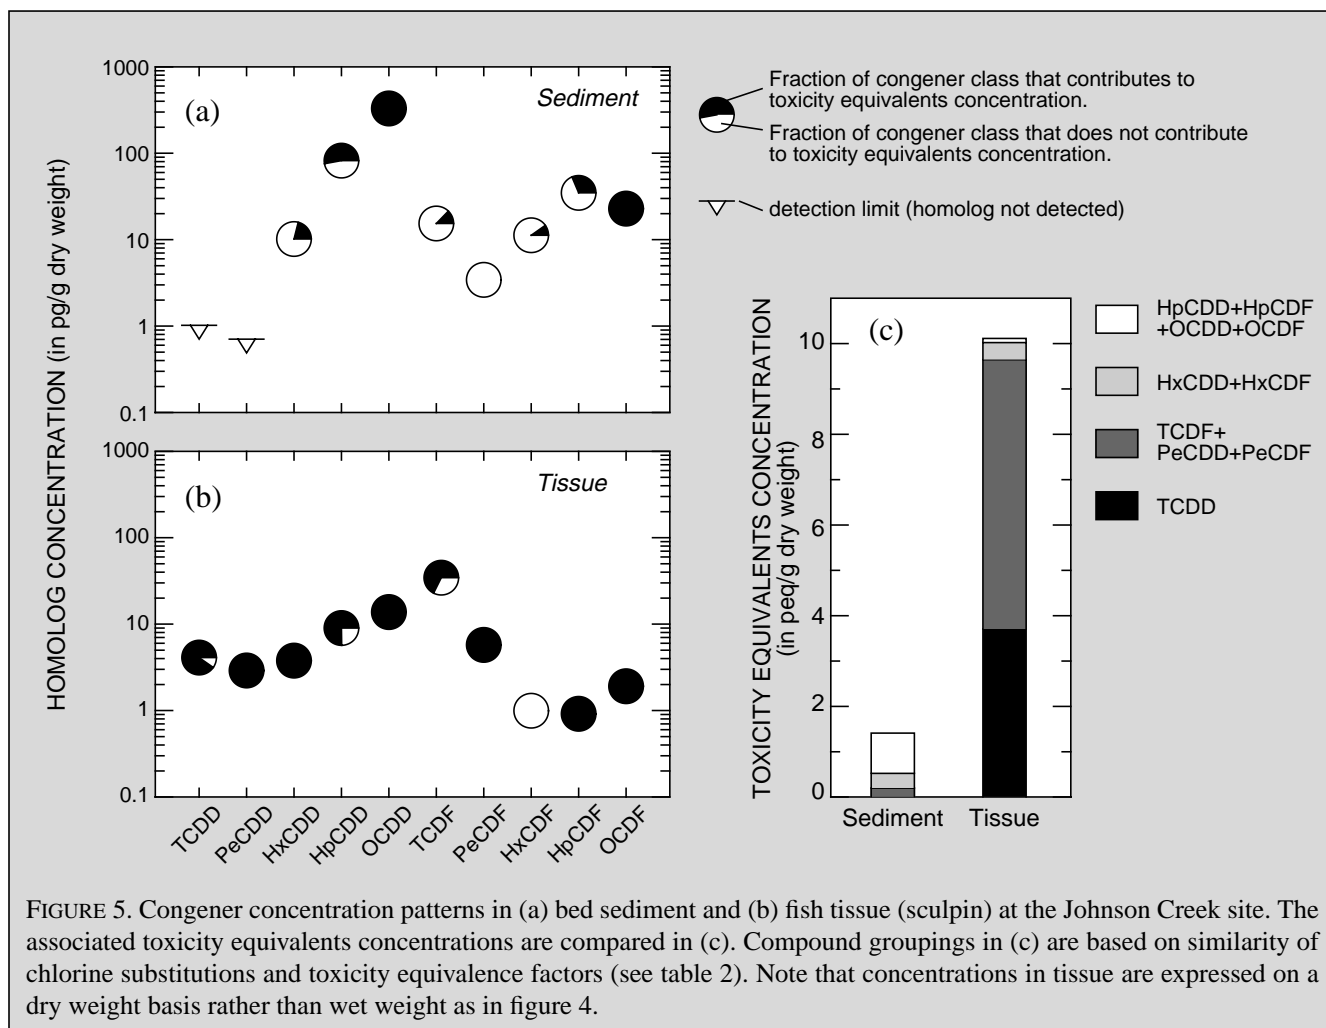 HOMOLOG CONCENTRATION (in pg/g dry weight)
1000
100
10
1
0.1
(a)
Sediment
1000
100
10
1
0.1
(b)
Tissue
TCDD
PeCDD
HxCDD
HpCDD
OCDD
TCDF
PeCDF
HxCDF
HpCDF
OCDF
Fraction of congener class that contributes to
toxicity equivalents concentration.
Fraction of congener class that does not contribute
to toxicity equivalents concentration.
detection limit (homolog not detected)
TOXICITY EQUIVALENTS CONCENTRATION
(in peq/g dry weight)
10
8
6
4
2
0
(c)
Sediment
Tissue
HpCDD+HpCDF
+OCDD+OCDF
HxCDD+HxCDF
TCDF+
PeCDD+PeCDF
TCDD
FIGURE 5. Congener concentration patterns in (a) bed sediment and (b) fish tissue (sculpin) at the Johnson Creek site. The
associated toxicity equivalents concentrations are compared in (c). Compound groupings in (c) are based on similarity of
chlorine substitutions and toxicity equivalence factors (see table 2). Note that concentrations in tissue are expressed on a
dry weight basis rather than wet weight as in figure 4.